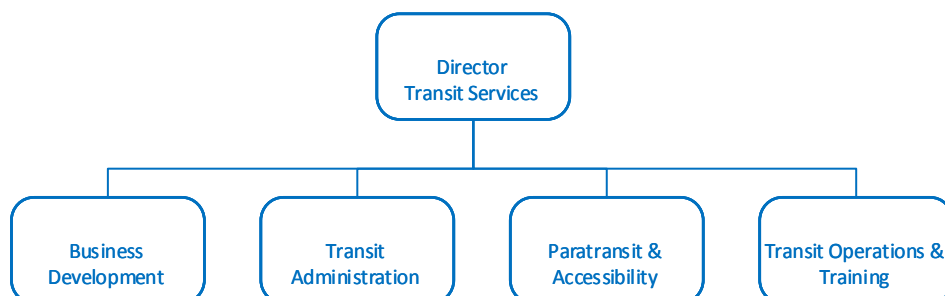 Director
Transit Services
Business
Development
Transit
Administration
Paratransit &
Accessibility
Transit Operations &
Training